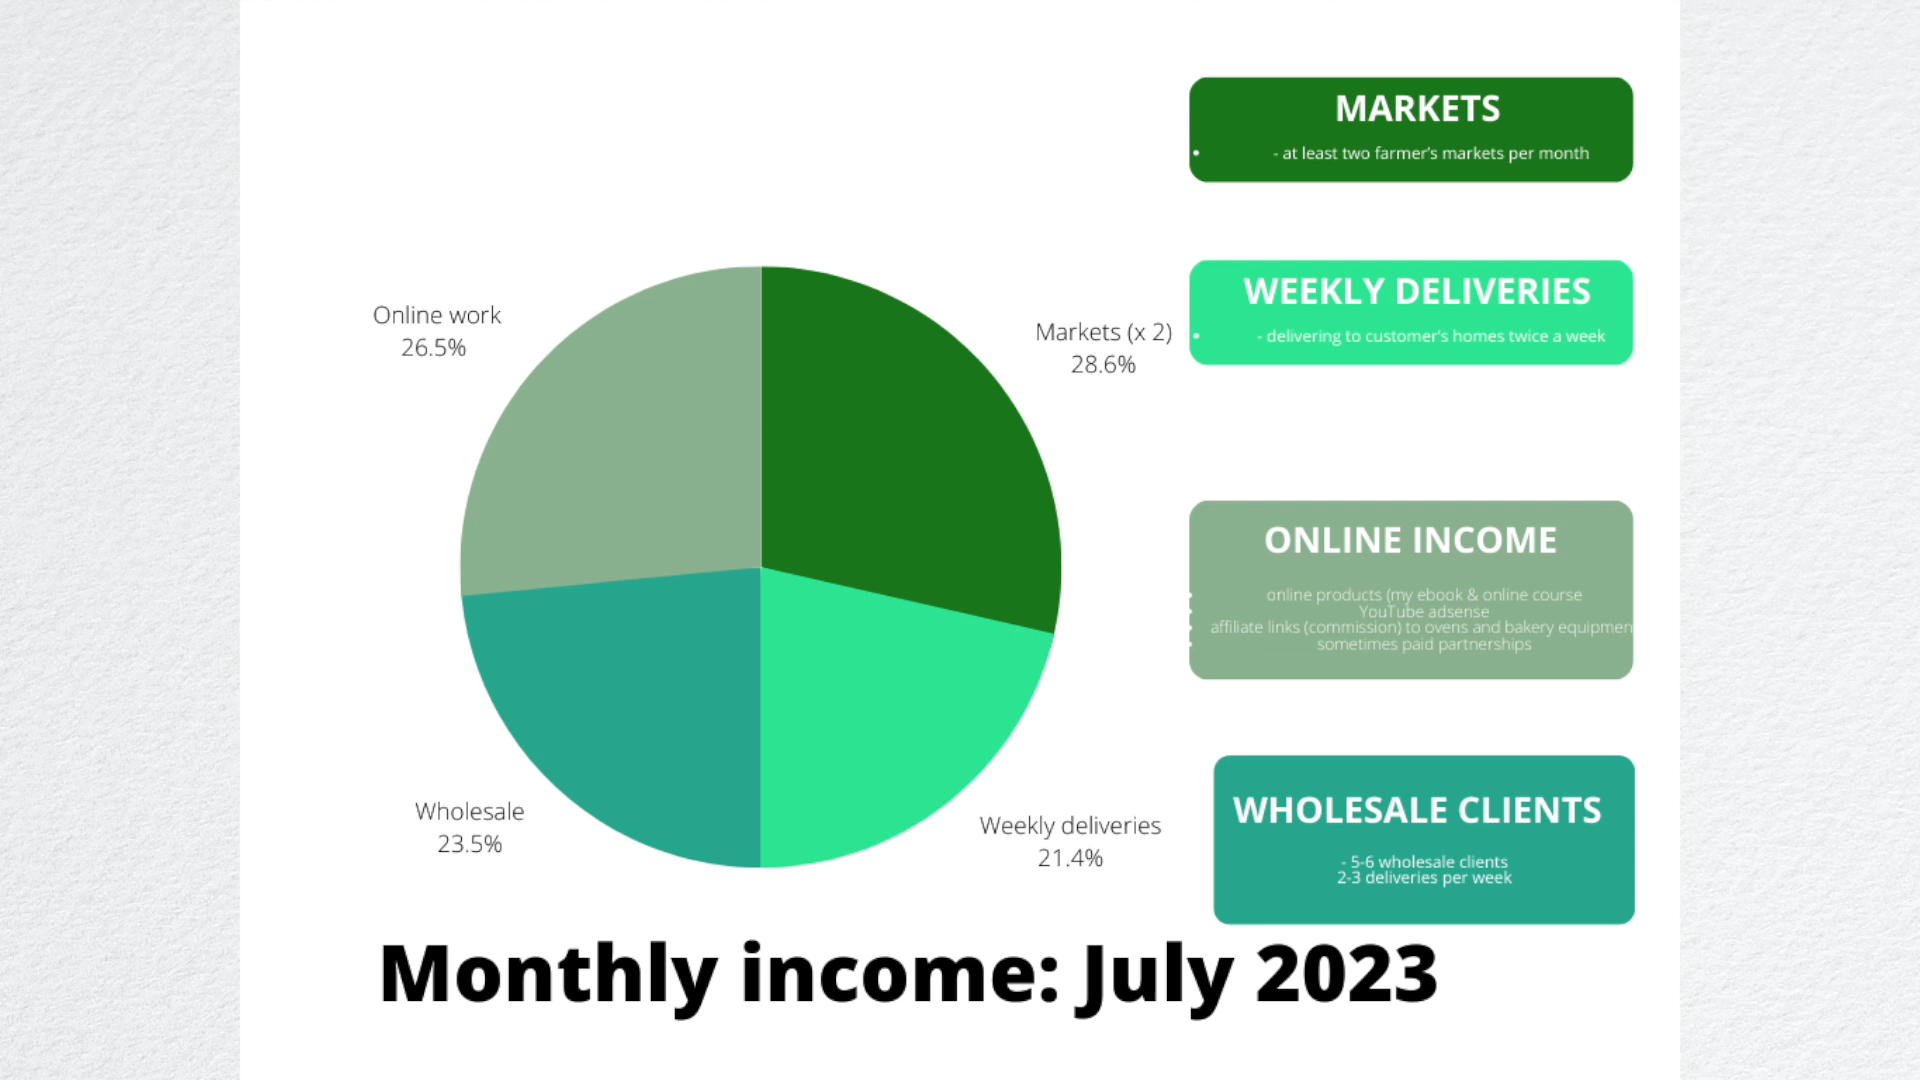 MARKETS
- at least two farmer's markets per month
WEEKLY DELIVERIES
- delivering to customer's homes twice a week
Online work
26.5%
Markets (x 2)
28.6%
ONLINE INCOME
online products (my ebook & online course
YouTube adsense
affiliate links (commission) to ovens and bakery equipmen
sometimes paid partnerships
Wholesale
23.5%
Weekly deliveries
21.4%
WHOLESALE CLIENTS
- 5-6 wholesale clients
2-3 deliveries per week
Monthly income: July 2023